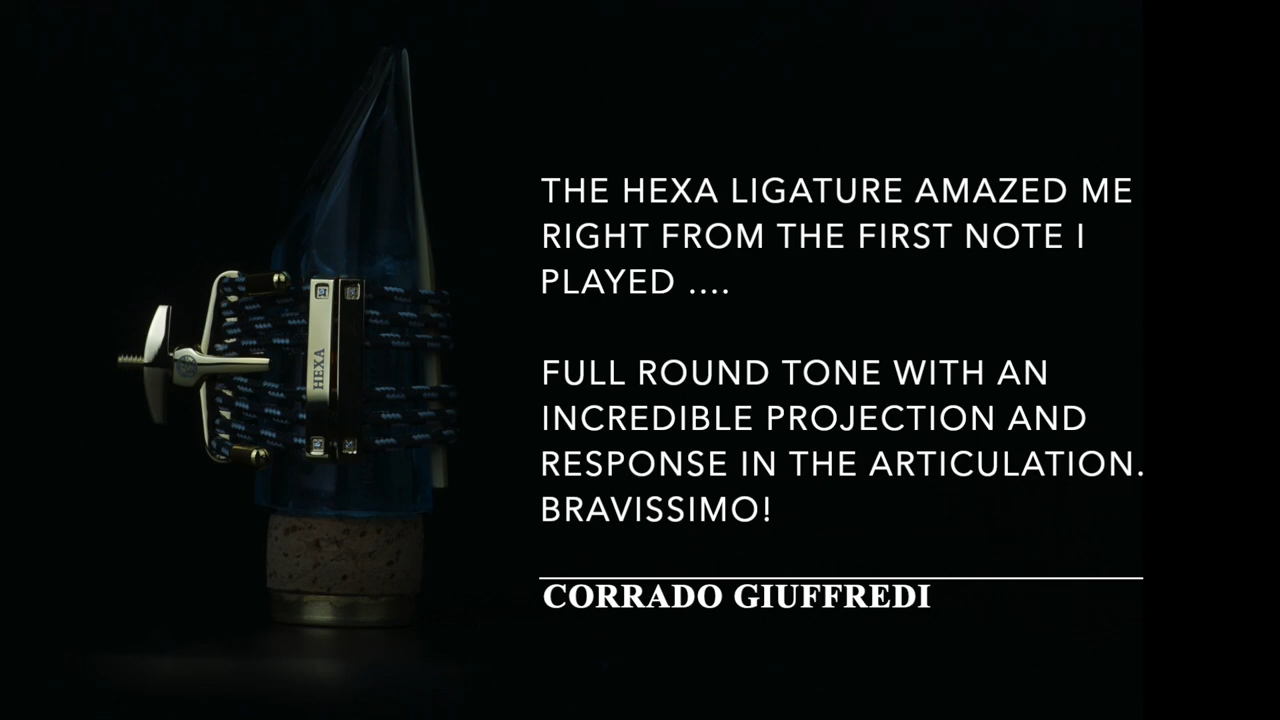 THE HEXA LIGATURE AMAZED ME
RIGHT FROM THE FIRST NOTE I
PLAYED ....
FULL ROUND TONE WITH AN
INCREDIBLE PROJECTION AND
RESPONSE IN THE ARTICULATION.
BRAVISSIMO!
CORRADO GIUFFREDI
HEXA